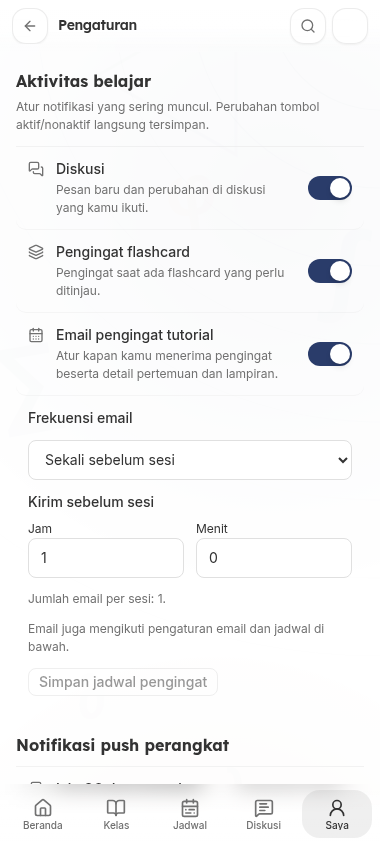 Pengaturan
Aktivitas belajar
Atur notifikasi yang sering muncul. Perubahan tombol
aktif/nonaktif langsung tersimpan.
Diskusi
Pesan baru dan perubahan di diskusi
yang kamu ikuti.
Pengingat flashcard
Pengingat saat ada flashcard yang perlu
ditinjau.
Email pengingat tutorial
Atur kapan kamu menerima pengingat
beserta detail pertemuan dan lampiran.
Frekuensi email
Sekali sebelum sesi
Kirim sebelum sesi
Jam Menit
1 0
Jumlah email per sesi: 1.
Email juga mengikuti pengaturan email dan jadwal di
bawah.
Simpan jadwal pengingat
Notifikasi push perangkat
Beranda Kelas Jadwal Diskusi Saya